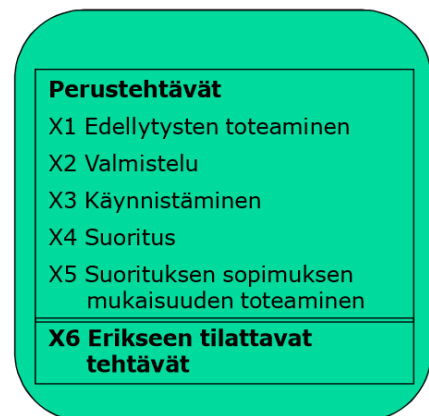 Perustehtävät
X1 Edellytysten toteaminen
X2 Valmistelu
X3 Käynnistäminen
X4 Suoritus
X5 Suorituksen sopimuksen
mukaisuuden toteaminen
X6 Erikseen tilattavat
tehtävät